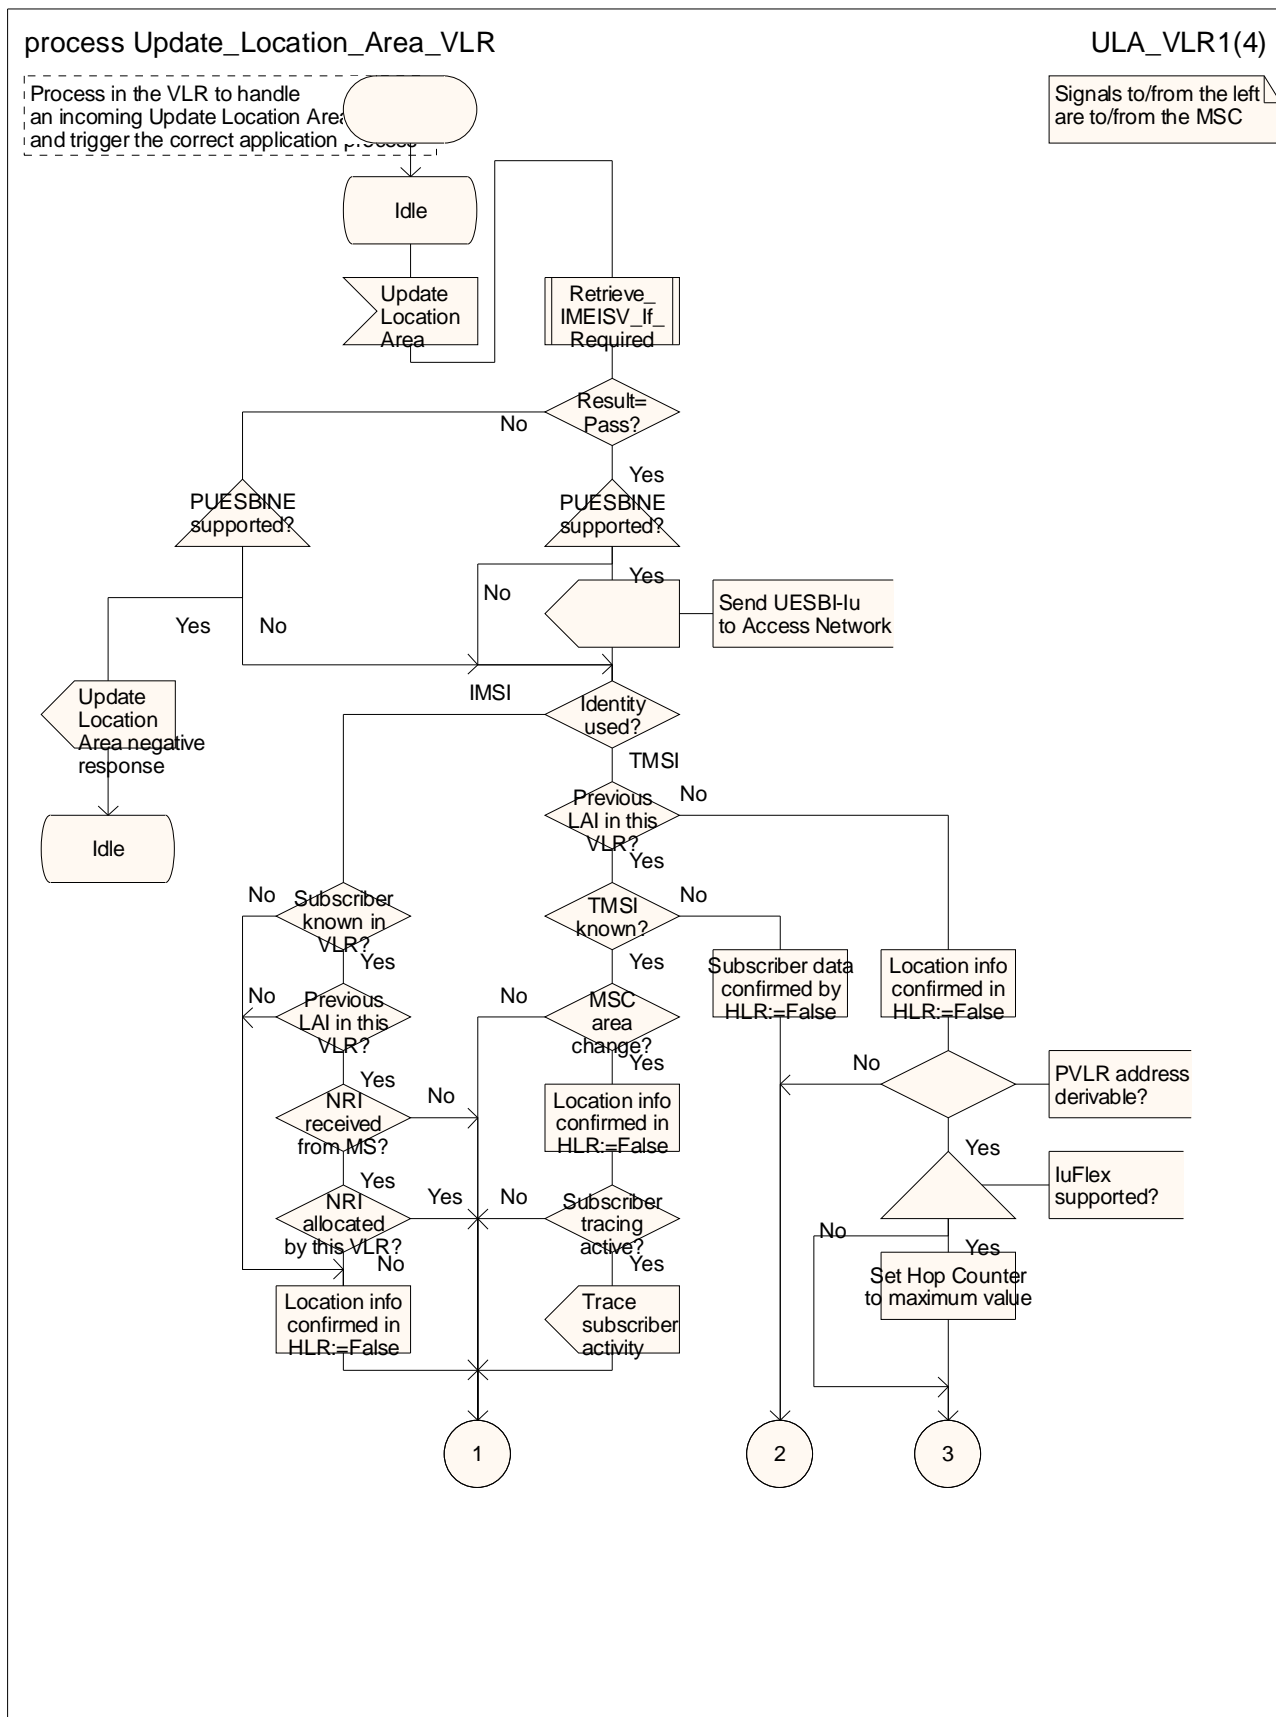 process Update_Location_Area_VLR
ULA_VLR1(4)
Process in the VLR to handle
an incoming Update Location Area
and trigger the correct application process
Signals to/from the left
are to/from the MSC
Idle
Update
Location
Area
Retrieve_
IMEISV_If_
Required
Result=
Pass?
No
Yes
PUESBINE
supported?
PUESBINE
supported?
Yes
No
Yes
No
Send UESBI-Iu
to Access Network
IMSI
Identity
used?
Update
Location
Area negative
response
TMSI
Idle
Previous
LAI in this
VLR?
No
Yes
No
Subscriber
known in
VLR?
Yes
TMSI
known?
No
Yes
Subscriber data
confirmed by
HLR:=False
Location info
confirmed in
HLR:=False
No
Previous
LAI in this
VLR?
Yes
No
MSC
area
change?
Yes
No
PVLR address
derivable?
NRI
received
from MS?
No
Yes
Location info
confirmed in
HLR:=False
Yes
IuFlex
supported?
NRI
allocated
by this VLR?
Yes
No
No
Subscriber
tracing
active?
Yes
No
Yes
Set Hop Counter
to maximum value
Location info
confirmed in
HLR:=False
Trace
subscriber
activity
1
2
3